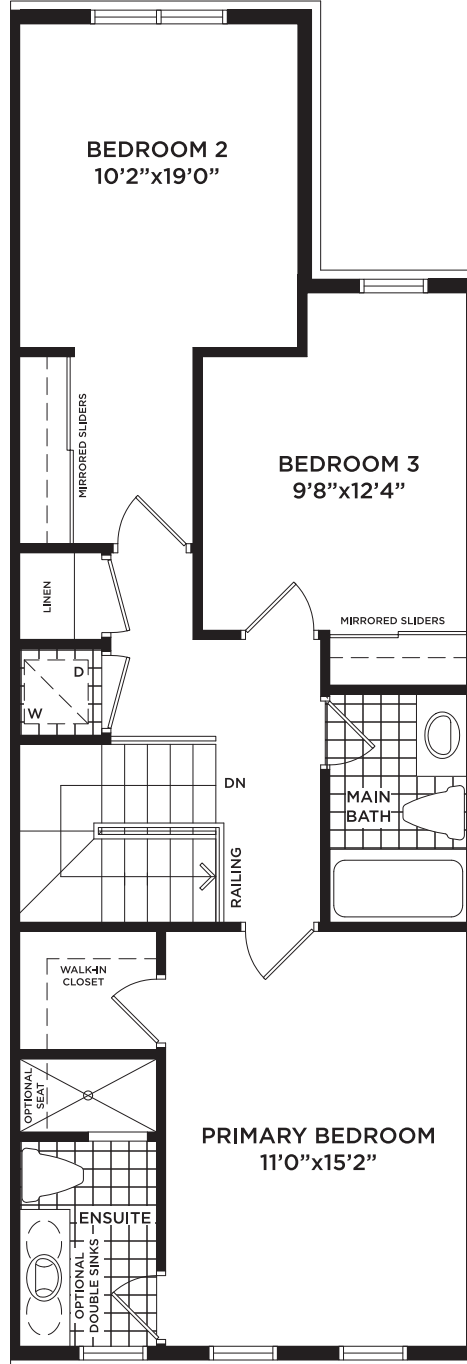 BEDROOM 2
10’2”x19’0”
MIRRORED SLIDERS
BEDROOM 3
9’8”x12’4”
LINEN
MIRRORED SLIDERS
D
W
DN
MAIN
BATH
RAILING
WALK-IN
CLOSET
OPTIONAL
SEAT
PRIMARY BEDROOM
11’0”x15’2”
ENSUITE
OPTIONAL
DOUBLE SINKS